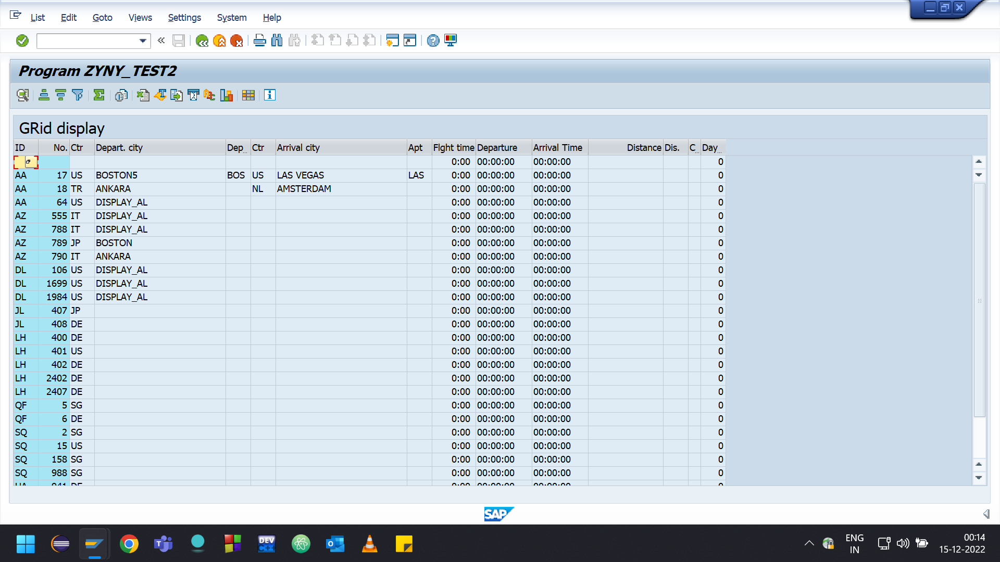 List Edit Goto Views Settings System Help
Program ZYNY_TEST2
GRid display
ID No. Ctr Depart. city Dep.. Ctr Arrival city Apt Flght time Departure Arrival Time Distance Dis. C.. Day..
0:00 00:00:00 00:00:00 0
AA 17 US BOSTON5 BOS US LAS VEGAS LAS 0:00 00:00:00 00:00:00 0
AA 18 TR ANKARA NL AMSTERDAM 0:00 00:00:00 00:00:00 0
AA 64 US DISPLAY_AL 0:00 00:00:00 00:00:00 0
AZ 555 IT DISPLAY_AL 0:00 00:00:00 00:00:00 0
AZ 788 IT DISPLAY_AL 0:00 00:00:00 00:00:00 0
AZ 789 JP BOSTON 0:00 00:00:00 00:00:00 0
AZ 790 IT ANKARA 0:00 00:00:00 00:00:00 0
DL 106 US DISPLAY_AL 0:00 00:00:00 00:00:00 0
DL 1699 US DISPLAY_AL 0:00 00:00:00 00:00:00 0
DL 1984 US DISPLAY_AL 0:00 00:00:00 00:00:00 0
JL 407 JP 0:00 00:00:00 00:00:00 0
JL 408 DE 0:00 00:00:00 00:00:00 0
LH 400 DE 0:00 00:00:00 00:00:00 0
LH 401 US 0:00 00:00:00 00:00:00 0
LH 402 DE 0:00 00:00:00 00:00:00 0
LH 2402 DE 0:00 00:00:00 00:00:00 0
LH 2407 DE 0:00 00:00:00 00:00:00 0
QF 5 SG 0:00 00:00:00 00:00:00 0
QF 6 DE 0:00 00:00:00 00:00:00 0
SQ 2 SG 0:00 00:00:00 00:00:00 0
SQ 15 US 0:00 00:00:00 00:00:00 0
SQ 158 SG 0:00 00:00:00 00:00:00 0
SQ 988 SG 0:00 00:00:00 00:00:00 0
SAP
DEV C++
ENG
IN
00:14
15-12-2022